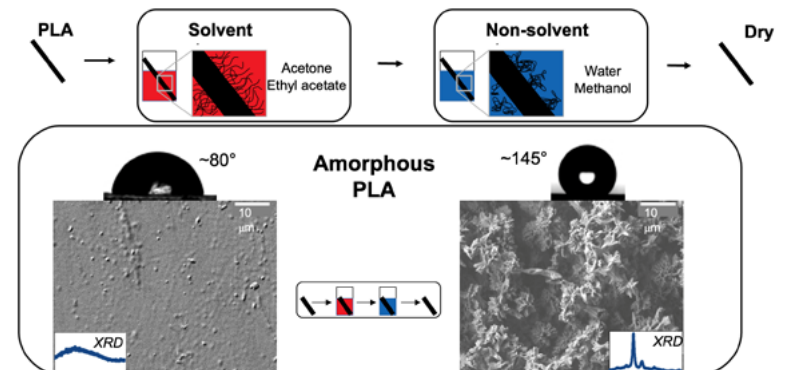 PLA
Solvent
Acetone
Ethyl acetate
Non-solvent
Water
Methanol
Dry
~80°
Amorphous
PLA
~145°
10
μm
10
μm
XRD
XRD